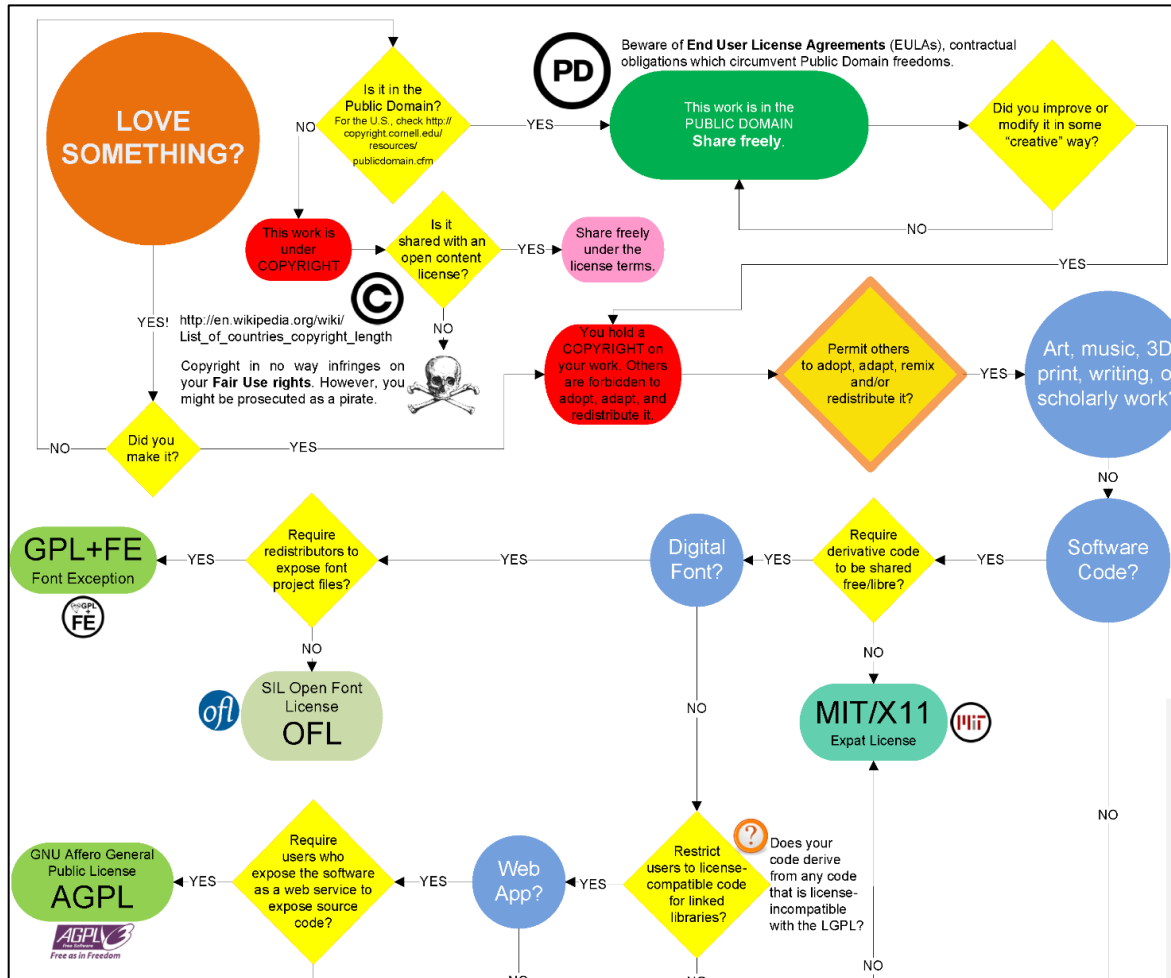 LOVE
SOMETHING?
Is it in the
Public Domain?
For the U.S., check http://
copyright.cornell.edu/
resources/
publicdomain.cfm
NO
YES
PD
Beware of End User License Agreements (EULAs), contractual
obligations which circumvent Public Domain freedoms.
This work is in the
PUBLIC DOMAIN
Share freely.
Did you improve or
modify it in some
“creative” way?
NO
YES
This work is
under
COPYRIGHT
Is it
shared with an
open content
license?
YES
Share freely
under the
license terms.
C
NO
YES!
http://en.wikipedia.org/wiki/
List_of_countries_copyright_length
Copyright in no way infringes on
your Fair Use rights. However, you
might be prosecuted as a pirate.
You hold a
COPYRIGHT on
your work. Others
are forbidden to
adopt, adapt, and
redistribute it.
Permit others
to adopt, adapt, remix
and/or
redistribute it?
YES
Art, music, 3D
print, writing, o
scholarly work?
NO
Did you
make it?
YES
NO
GPL+FE
Font Exception
GPL
+
FE
YES
Require
redistributors to
expose font
project files?
YES
Digital
Font?
YES
Require
derivative code
to be shared
free/libre?
YES
Software
Code?
NO
ofl
SIL Open Font
License
OFL
NO
NO
MIT/X11
Expat License
MIT
NO
GNU Affero General
Public License
AGPL
AGPLv3
Free Software
Free as in Freedom
YES
Require
users who
expose the software
as a web service to
expose source
code?
YES
Web
App?
YES
Restrict
users to license-
compatible code
for linked
libraries?
?
Does your
code derive
from any code
that is license-
incompatible
with the LGPL?
NO
NO
NO